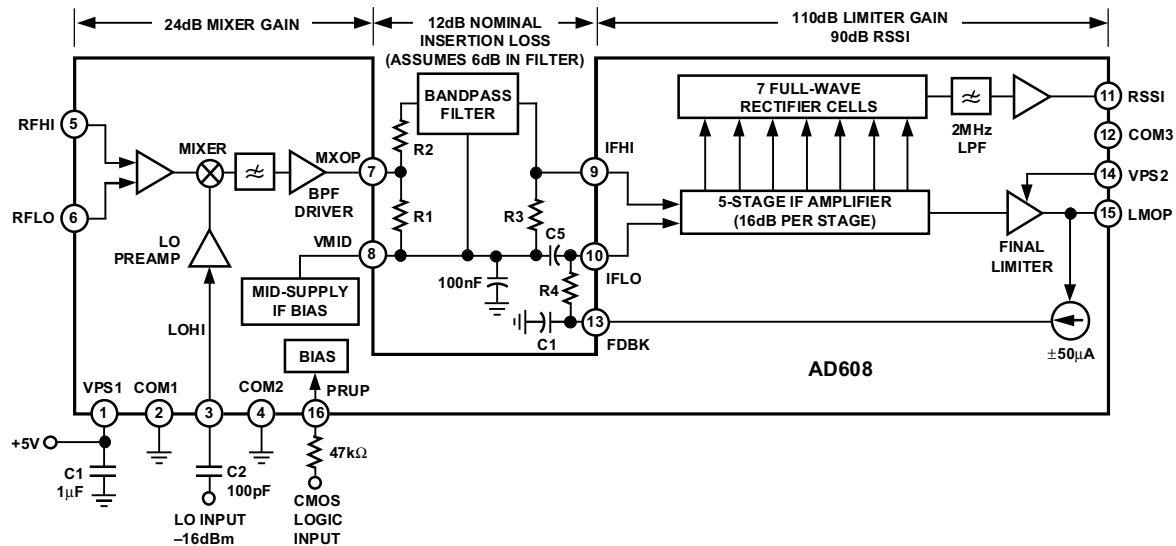 24dB MIXER GAIN
12dB NOMINAL
INSERTION LOSS
(ASSUMES 6dB IN FILTER)
110dB LIMITER GAIN
90dB RSSI
BANDPASS
FILTER
7 FULL-WAVE
RECTIFIER CELLS
2MHz
LPF
11
RSSI
12
COM3
RFHI
5
MIXER
MXOP
7
R2
IFHI
9
14
VPS2
BPF
DRIVER
R1
R3
5-STAGE IF AMPLIFIER
(16dB PER STAGE)
15
LMOP
RFLO
6
LO
PREAMP
VMID
8
C5
10
IFLO
FINAL
LIMITER
MID-SUPPLY
IF BIAS
100nF
R4
LOHI
C1
13
FDBK
±50μA
BIAS
AD608
VPS1
COM1
COM2
PRUP
1
2
3
4
16
+5V
C1
1μF
C2
100pF
47kΩ
LO INPUT
–16dBm
CMOS
LOGIC
INPUT